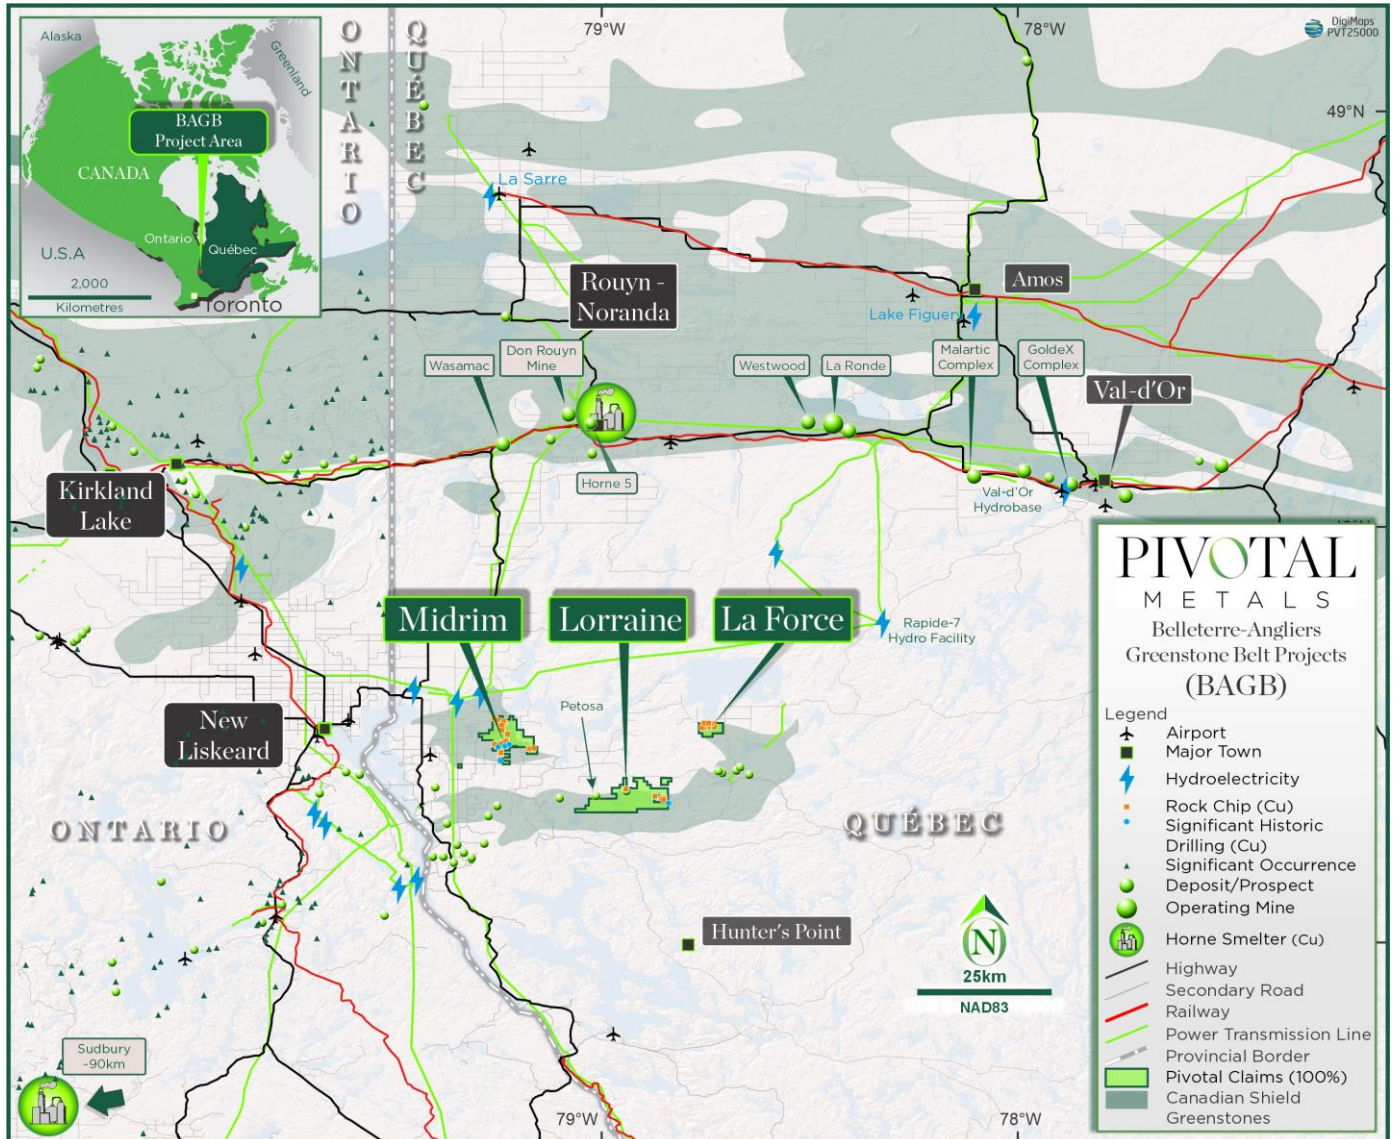 79°W
78°W
DigiMaps
PVT25000
49°N
ONTARIO
QUÉBEC
Alaska
Greenland
BAGB
Project Area
CANADA
Ontario
Québec
U.S.A
2,000
Kilometres
Toronto
La Sarre
Rouyn -
Noranda
Amos
Lake Figuery
Wasamac
Don Rouyn
Mine
Westwood
La Ronde
Malartic
Complex
GoldeX
Complex
Val-d'Or
Kirkland
Lake
Horne 5
Val-d'Or
Hydrobase
Midrim
Lorraine
La Force
Rapide-7
Hydro Facility
Petosa
New
Liskeard
ONTARIO
QUÉBEC
Hunter's Point
N
25km
NAD83
Sudbury
~90km
79°W
78°W
PIVOTAL
METALS
Belleterre-Angliers
Greenstone Belt Projects
(BAGB)
Legend
Airport
Major Town
Hydroelectricity
Rock Chip (Cu)
Significant Historic
Drilling (Cu)
Significant Occurrence
Deposit/Prospect
Operating Mine
Horne Smelter (Cu)
Highway
Secondary Road
Railway
Power Transmission Line
Provincial Border
Pivotal Claims (100%)
Canadian Shield
Greenstones